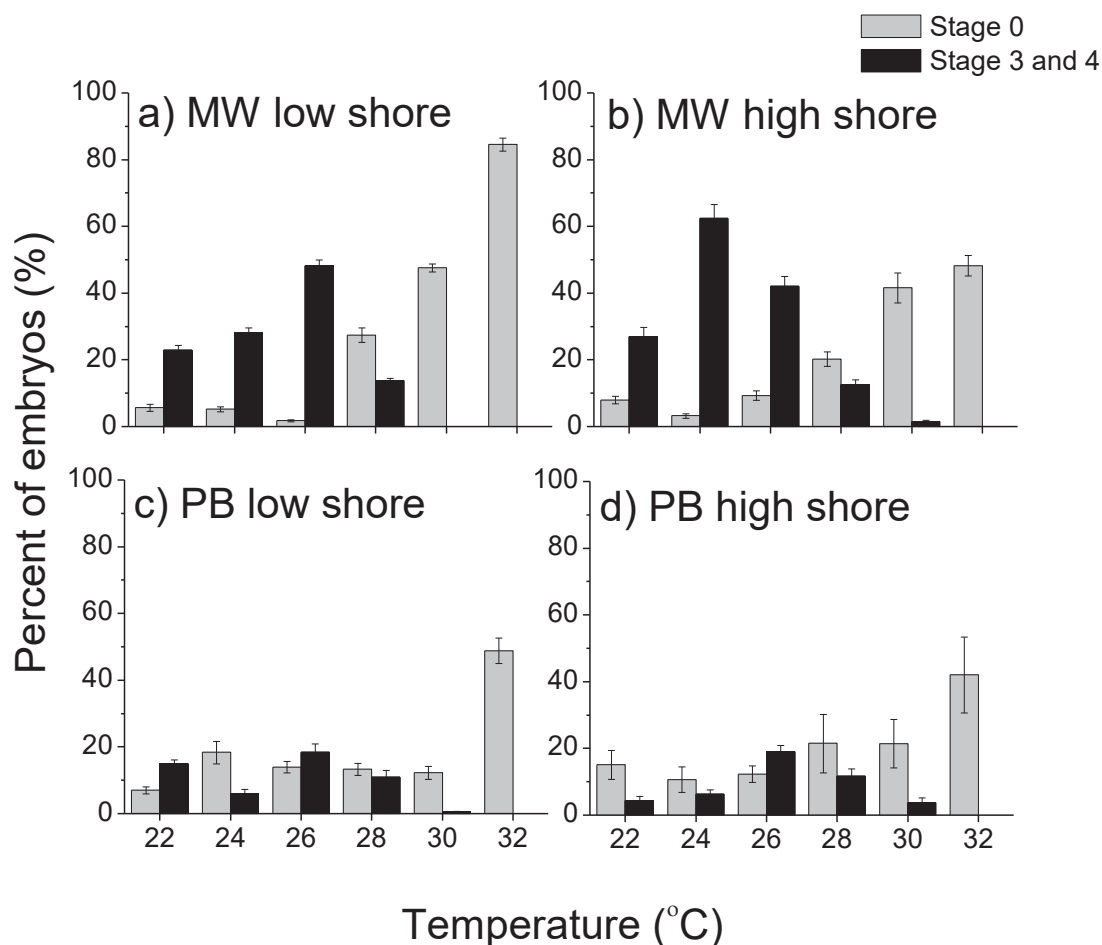 Stage 0
Stage 3 and 4
a) MW low shore
b) MW high shore
100
80
60
40
20
0
100
80
60
40
20
0
c) PB low shore
d) PB high shore
100
80
60
40
20
0
100
80
60
40
20
0
22 24 26 28 30 32
22 24 26 28 30 32
Percent of embryos (%)
Temperature (°C)